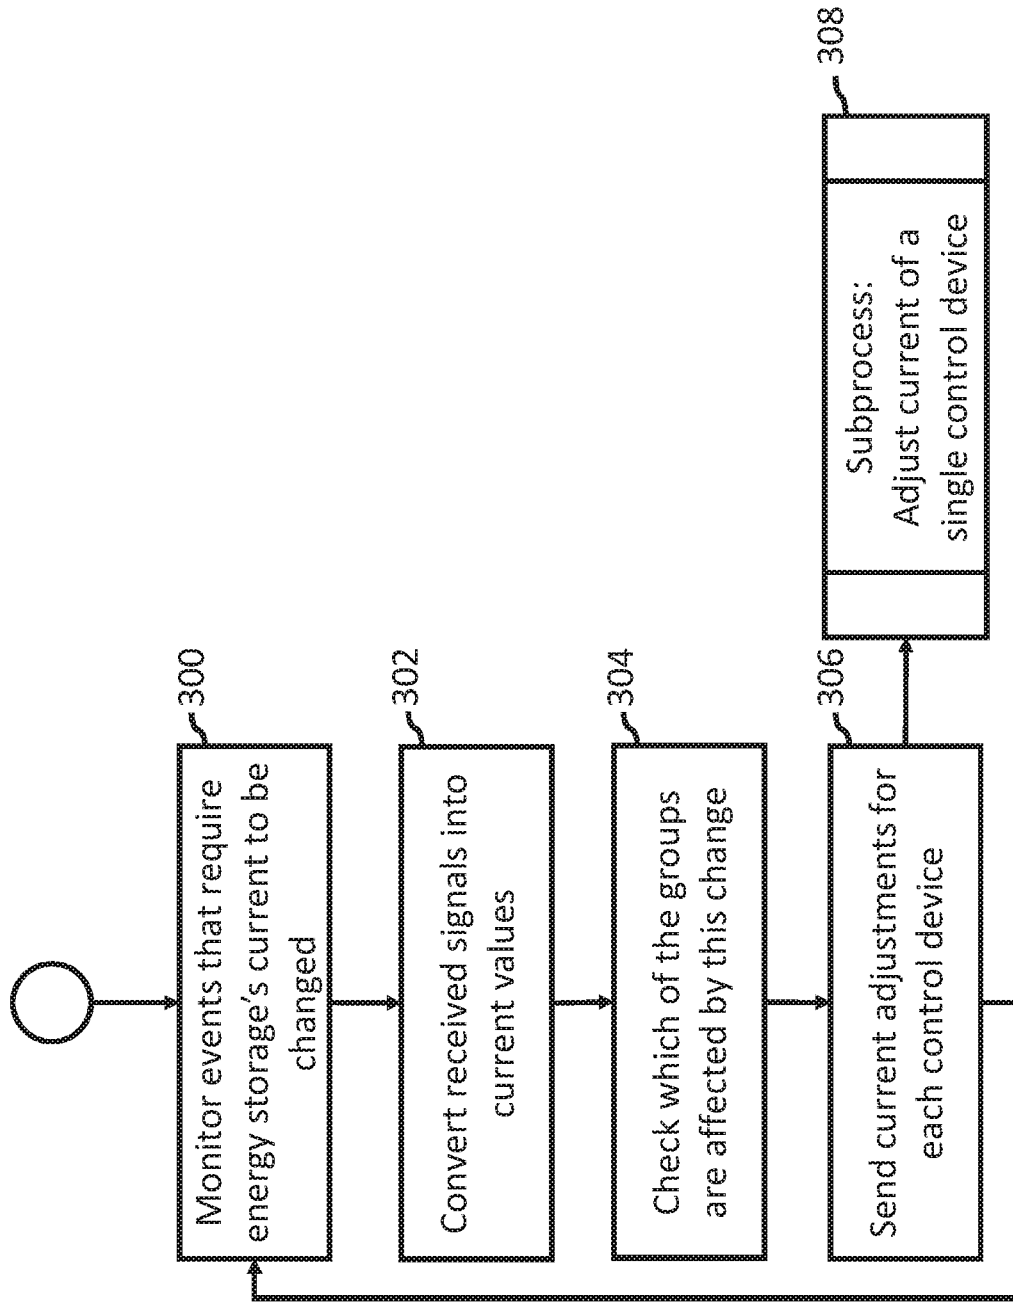 300
Monitor events that require
energy storage's current to be
changed
302
Convert received signals into
current values
304
Check which of the groups
are affected by this change
306
Send current adjustments for
each control device
308
Subprocess:
Adjust current of a
single control device